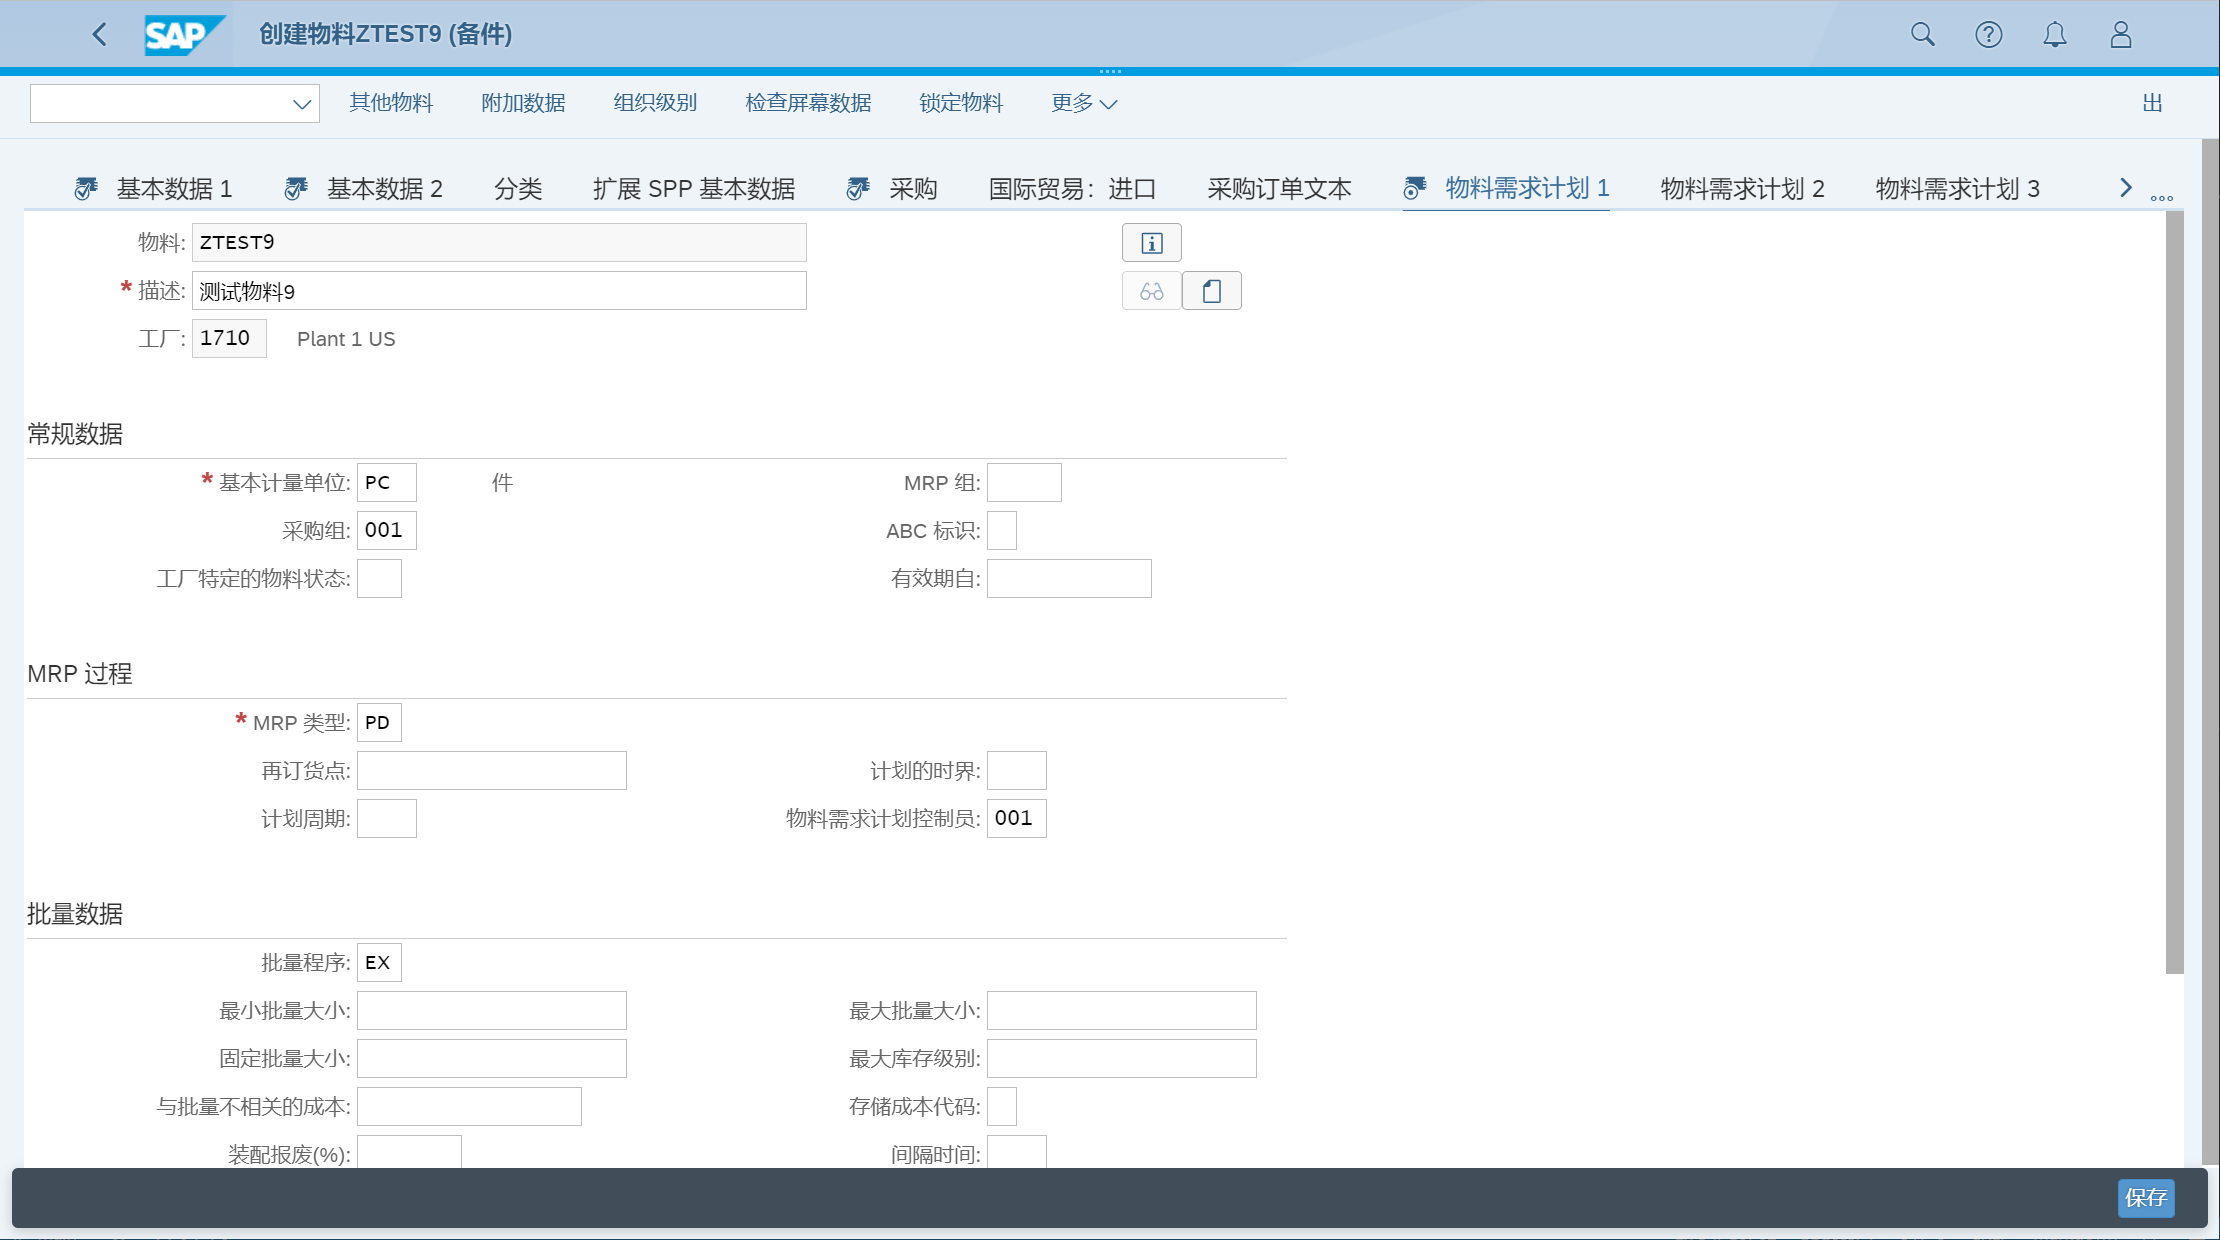 SAP 创建物料ZTEST9 (备件)
其他物料 附加数据 组织级别 检查屏幕数据 锁定物料 更多 出
基本数据 1 基本数据 2 分类 扩展 SPP 基本数据 采购 国际贸易：进口 采购订单文本 物料需求计划 1 物料需求计划 2 物料需求计划 3
物料: ZTEST9
* 描述: 测试物料9
工厂: 1710 Plant 1 US
常规数据
* 基本计量单位: PC 件 MRP 组:
采购组: 001 ABC 标识:
工厂特定的物料状态: 有效期自:
MRP 过程
* MRP 类型: PD
再订货点: 计划的时界:
计划周期: 物料需求计划控制员: 001
批量数据
批量程序: EX
最小批量大小: 最大批量大小:
固定批量大小: 最大库存级别:
与批量不相关的成本: 存储成本代码:
装配报废(%): 间隔时间:
保存